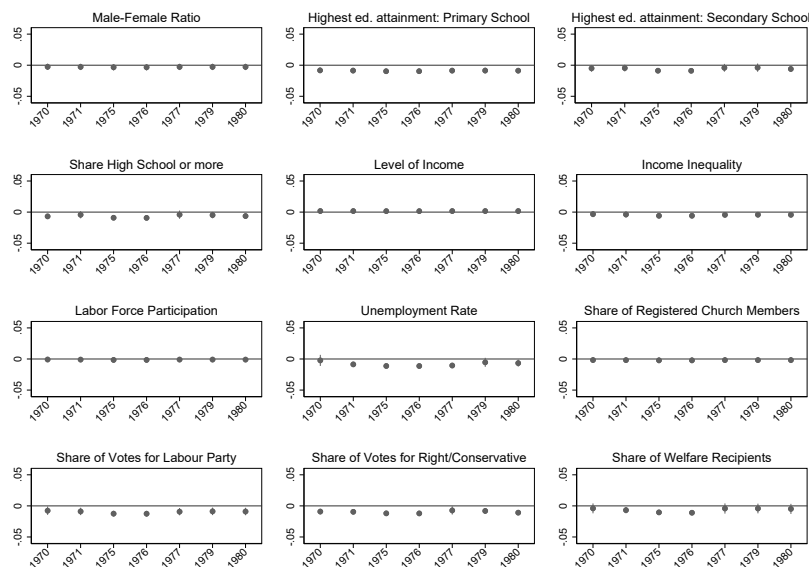 Male-Female Ratio
.05
0
-.05
1970 1971 1975 1976 1977 1979 1980
Highest ed. attainment: Primary School
.05
0
-.05
1970 1971 1975 1976 1977 1979 1980
Highest ed. attainment: Secondary School
.05
0
-.05
1970 1971 1975 1976 1977 1979 1980
Share High School or more
.05
0
-.05
1970 1971 1975 1976 1977 1979 1980
Level of Income
.05
0
-.05
1970 1971 1975 1976 1977 1979 1980
Income Inequality
.05
0
-.05
1970 1971 1975 1976 1977 1979 1980
Labor Force Participation
.05
0
-.05
1970 1971 1975 1976 1977 1979 1980
Unemployment Rate
.05
0
-.05
1970 1971 1975 1976 1977 1979 1980
Share of Registered Church Members
.05
0
-.05
1970 1971 1975 1976 1977 1979 1980
Share of Votes for Labour Party
.05
0
-.05
1970 1971 1975 1976 1977 1979 1980
Share of Votes for Right/Conservative
.05
0
-.05
1970 1971 1975 1976 1977 1979 1980
Share of Welfare Recipients
.05
0
-.05
1970 1971 1975 1976 1977 1979 1980